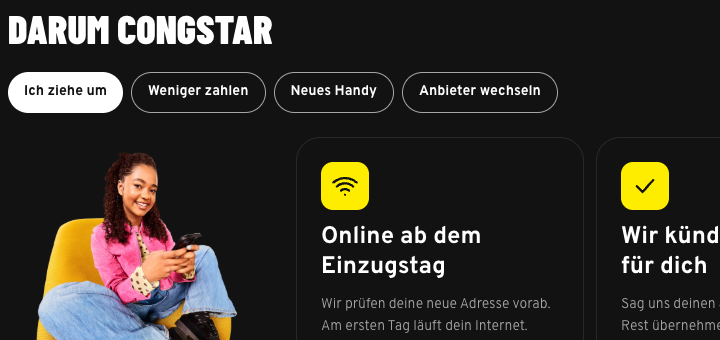 DARUM CONGSTAR
Ich ziehe um
Weniger zahlen
Neues Handy
Anbieter wechseln
Online ab dem
Einzugstag
Wir prüfen deine neue Adresse vorab.
Am ersten Tag läuft dein Internet.
Wir künd
für dich
Sag uns deinen
Rest übernehme